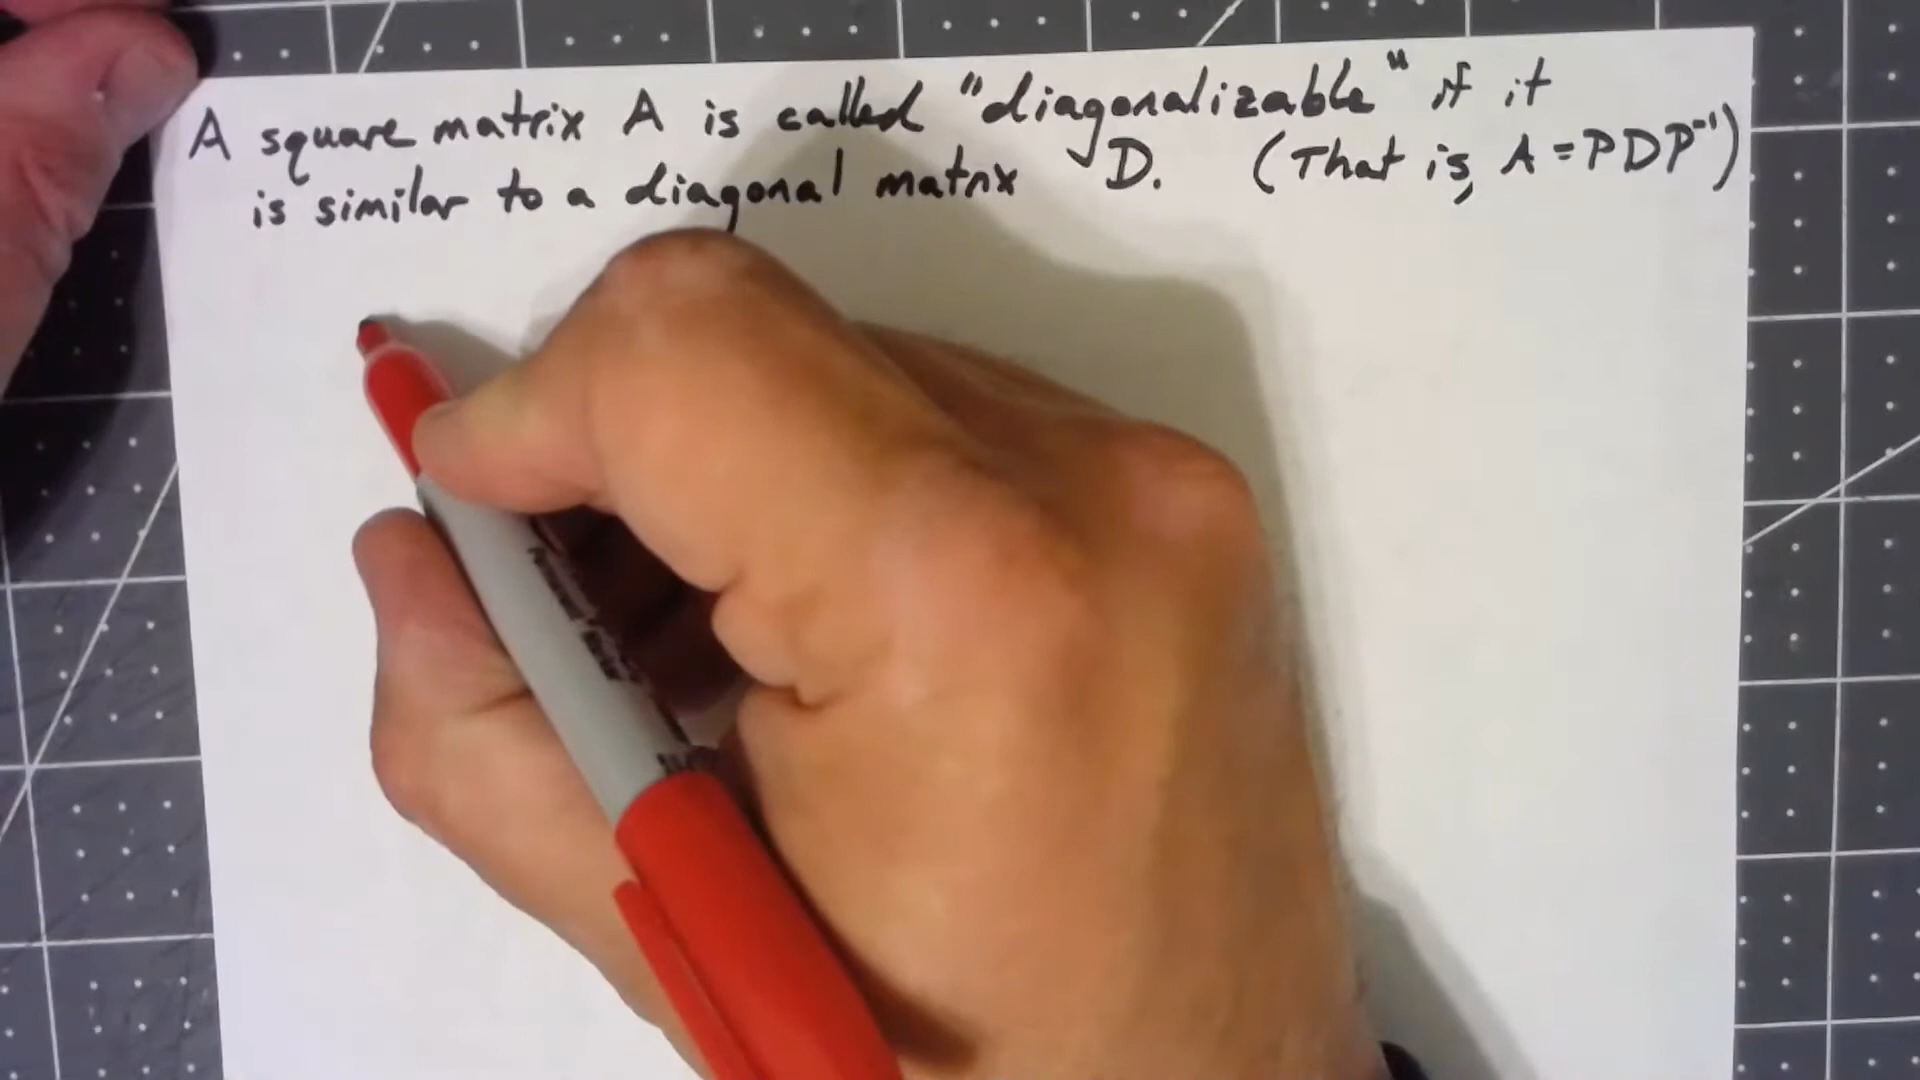 A square matrix A is called "diagonalizable" if it
is similar to a diagonal matrix D. (That is, A = PDP⁻¹)